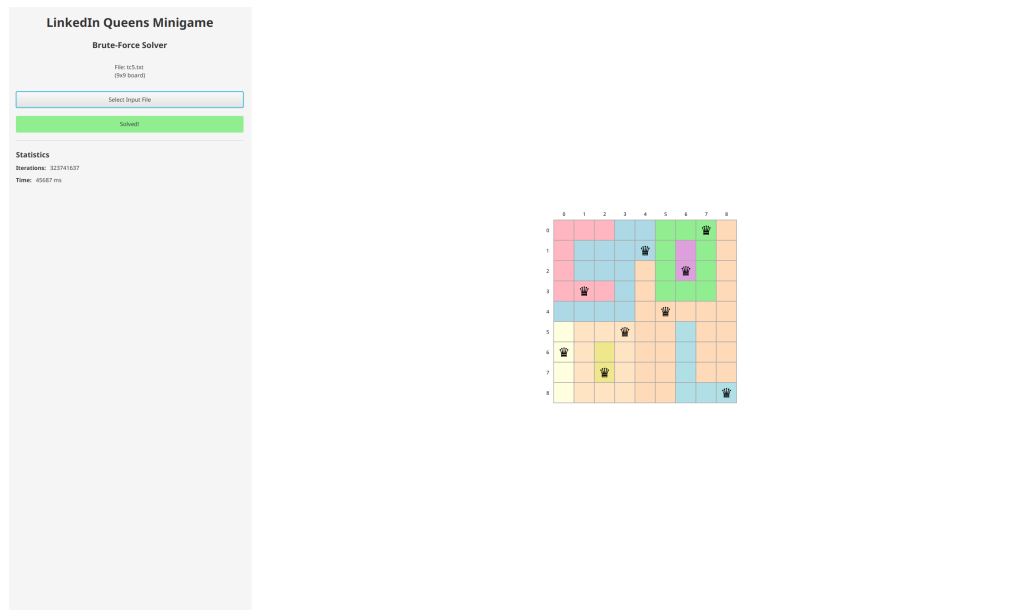 LinkedIn Queens Minigame
Brute-Force Solver
File: tc5.txt
(9x9 board)
Select Input File
Solved!
Statistics
Iterations: 323741637
Time: 45687 ms
0 1 2 3 4 5 6 7 8
0
1
2
3
4
5
6
7
8